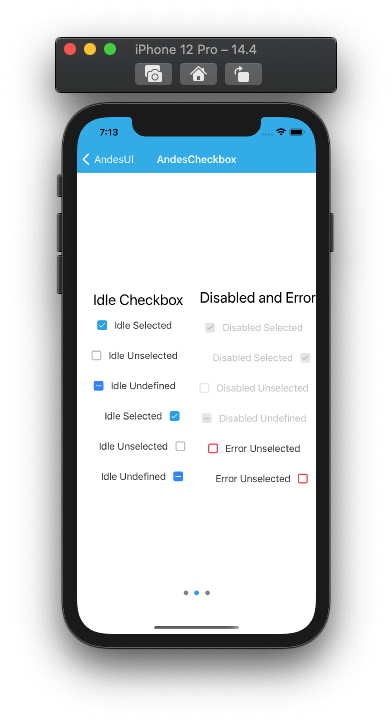 iPhone 12 Pro – 14.4
7:13
AndesUI
AndesCheckbox
Idle Checkbox
Idle Selected
Idle Unselected
Idle Undefined
Idle Selected
Idle Unselected
Idle Undefined
Disabled and Error
Disabled Selected
Disabled Selected
Disabled Unselected
Disabled Undefined
Error Unselected
Error Unselected